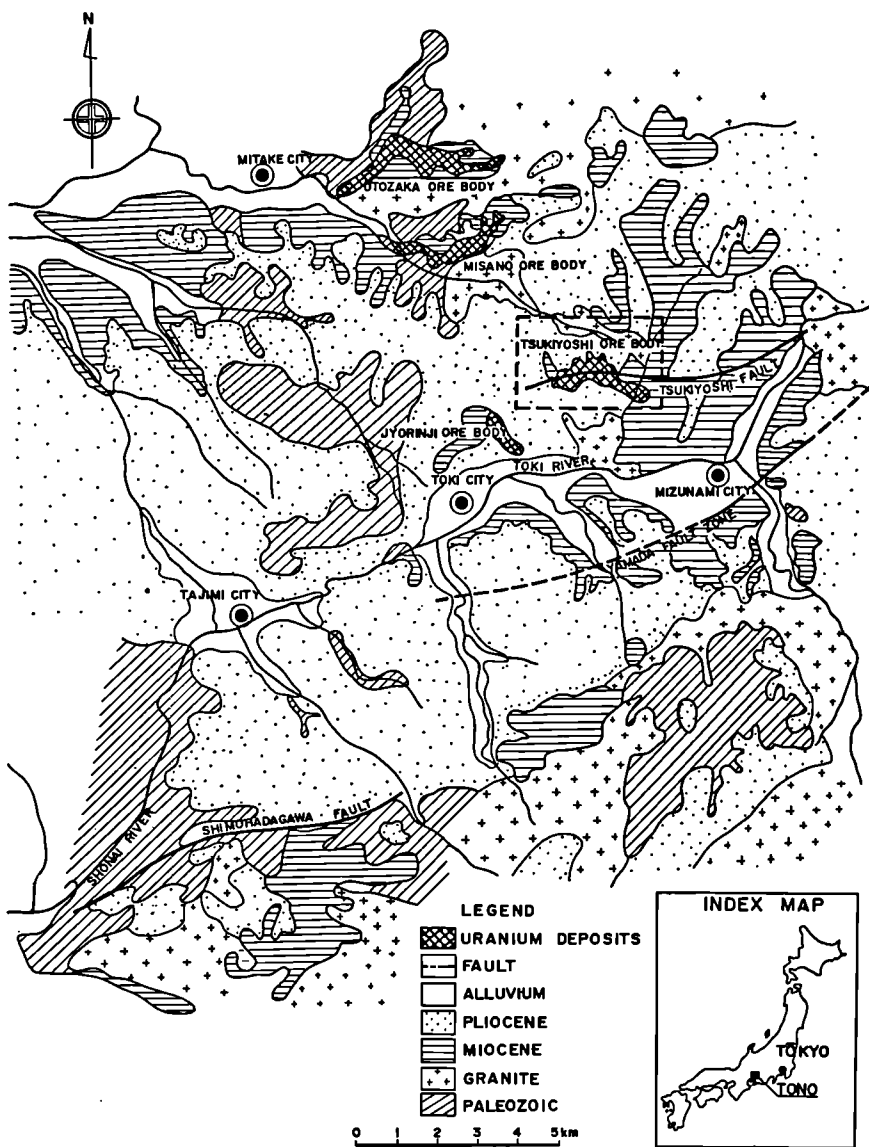 N
MITAKE CITY
UTOZAKA ORE BODY
MISANO ORE BODY
TSUKIYOSHI ORE BODY
TSUKIYOSHI FAULT
JYORINJI ORE BODY
TOKI RIVER
TOKI CITY
MIZUNAMI CITY
YAMADA FAULT ZONE
TAJIMI CITY
SHIMOHADAGAWA FAULT
SHONAI RIVER
LEGEND
URANIUM DEPOSITS
FAULT
ALLUVIUM
PLIOCENE
MIOCENE
GRANITE
PALEOZOIC
0 1 2 3 4 5km
INDEX MAP
TOKYO
TONO